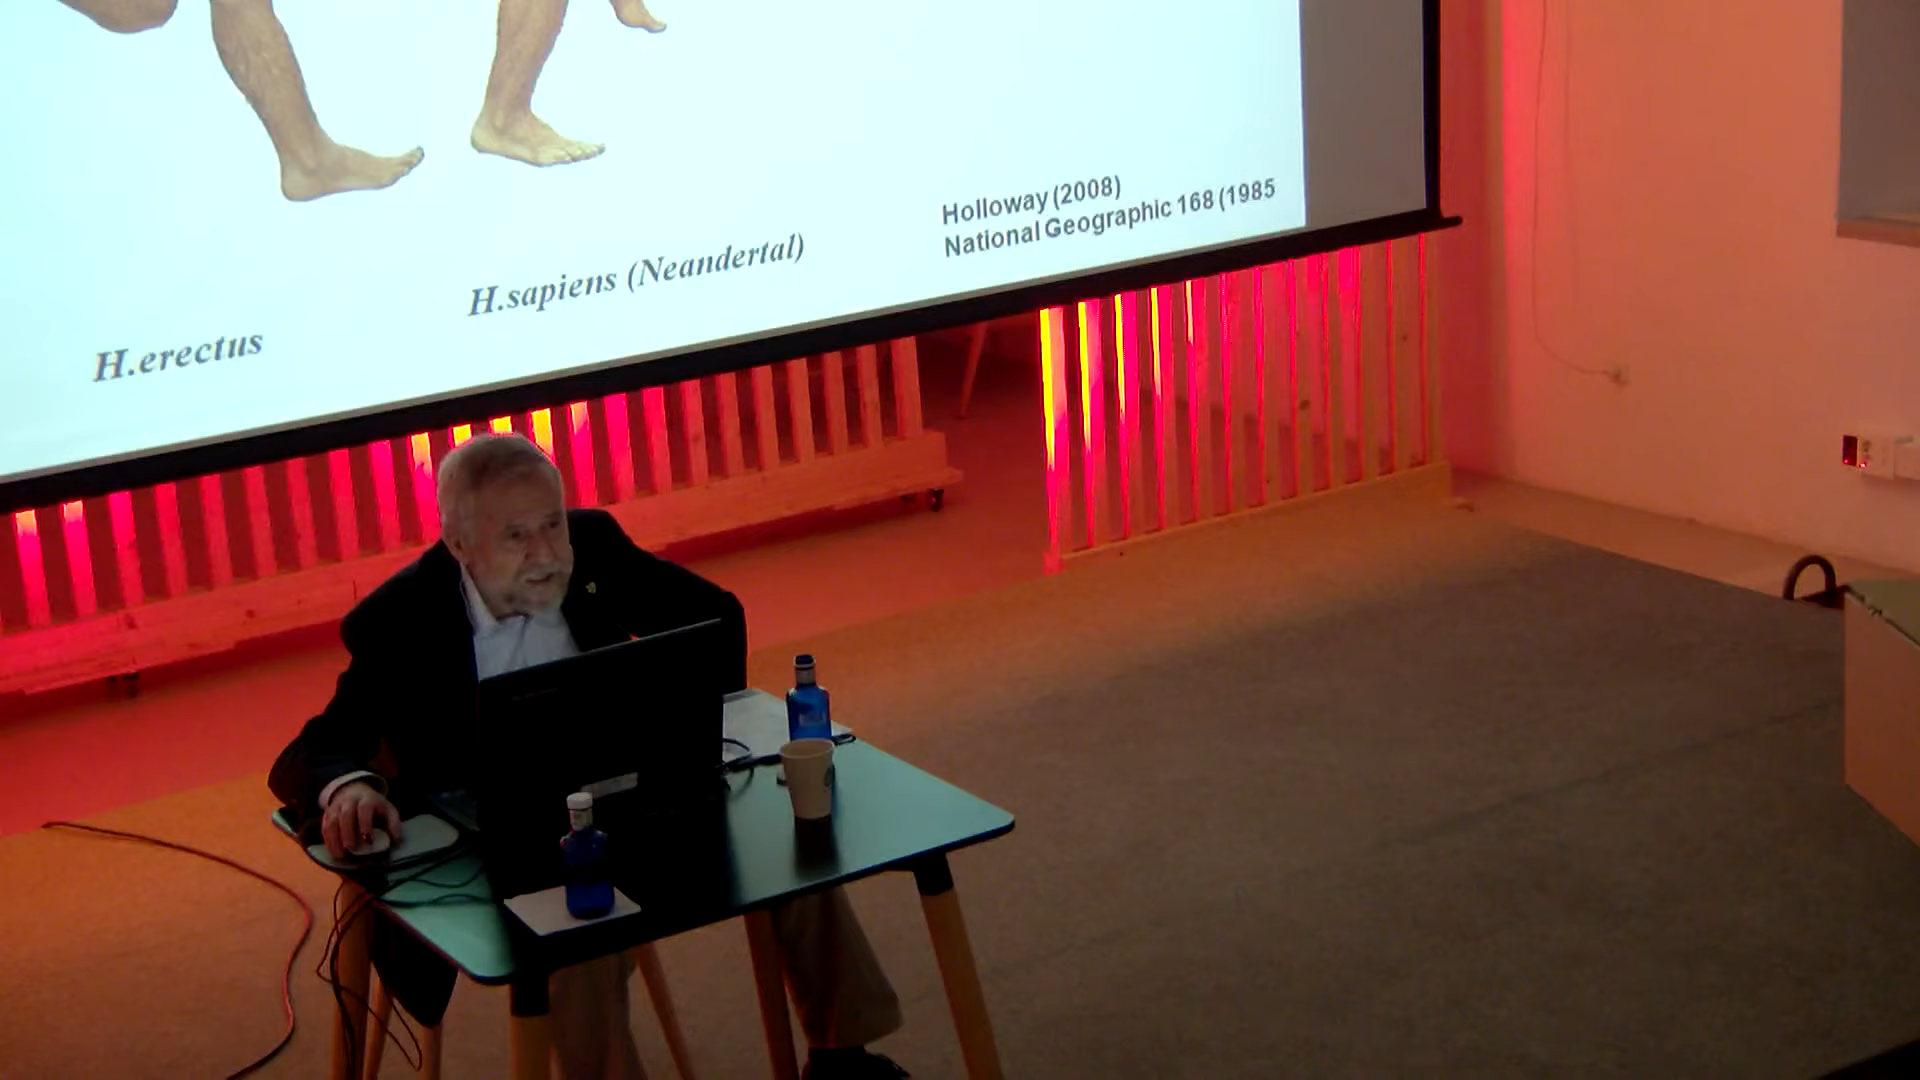 Holloway (2008)
National Geographic 168 (1985
H.sapiens (Neandertal)
H.erectus